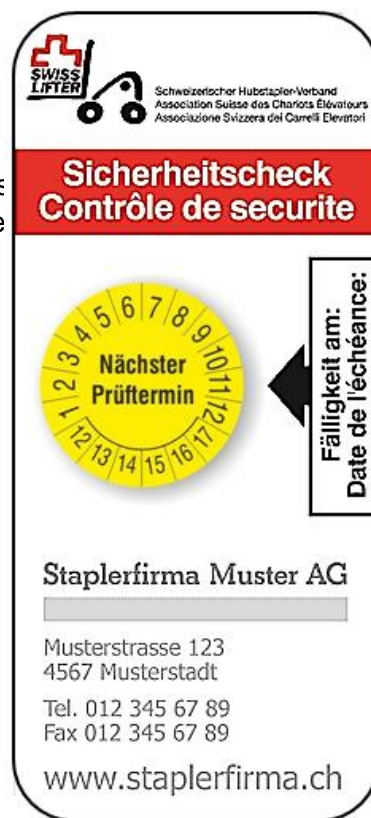 SWISS
LIFTER
Schweizerischer Hubstapler-Verband
Association Suisse des Chariots Élévateurs
Associazione Svizzera dei Carrelli Elevatori
Sicherheitscheck
Contrôle de securite
1 2 3 4 5 6 7 8 9 10 11 12
Nächster
Prüftermin
12 13 14 15 16 17
Fälligkeit am:
Date de l'échéance:
Staplerfirma Muster AG
Musterstrasse 123
4567 Musterstadt
Tel. 012 345 67 89
Fax 012 345 67 89
www.staplerfirma.ch